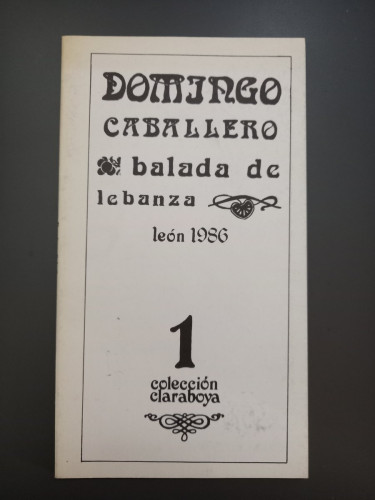 DOMINGO
CABALLERO
balada de
lebanza
león 1986
1
colección
claraboya